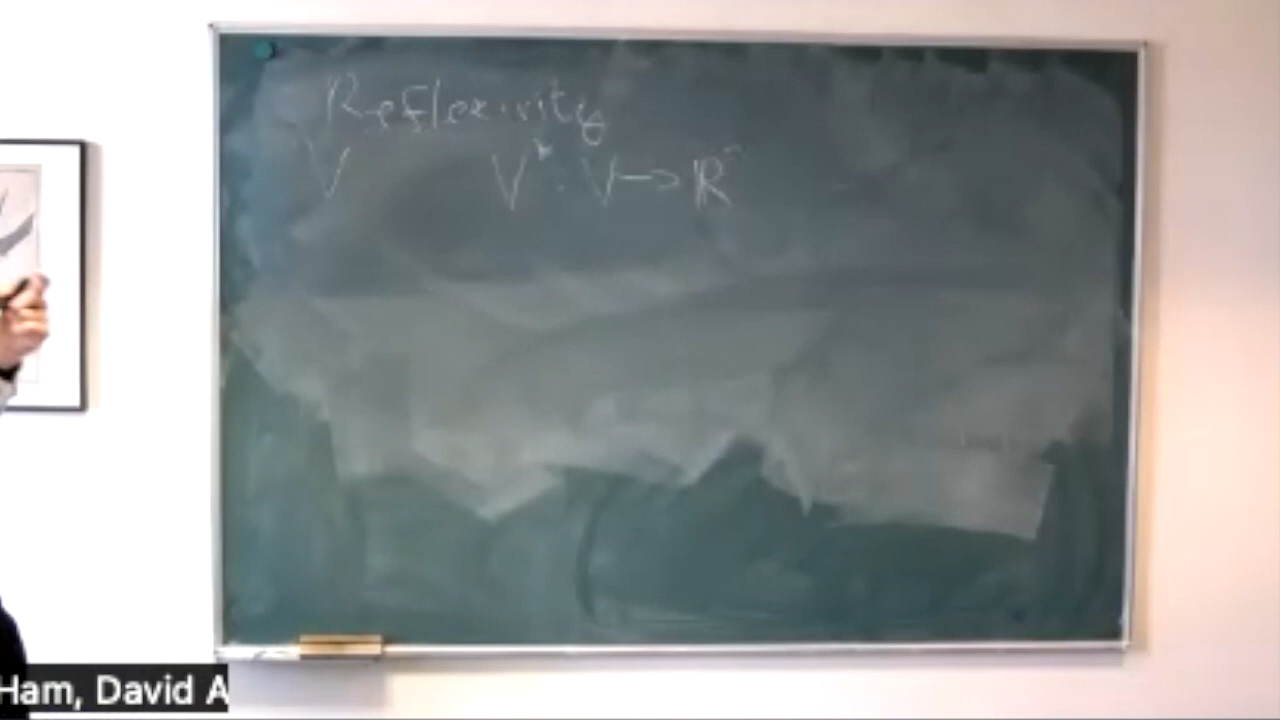 Reflexivity
V V* : V → ℝ
Ham, David A